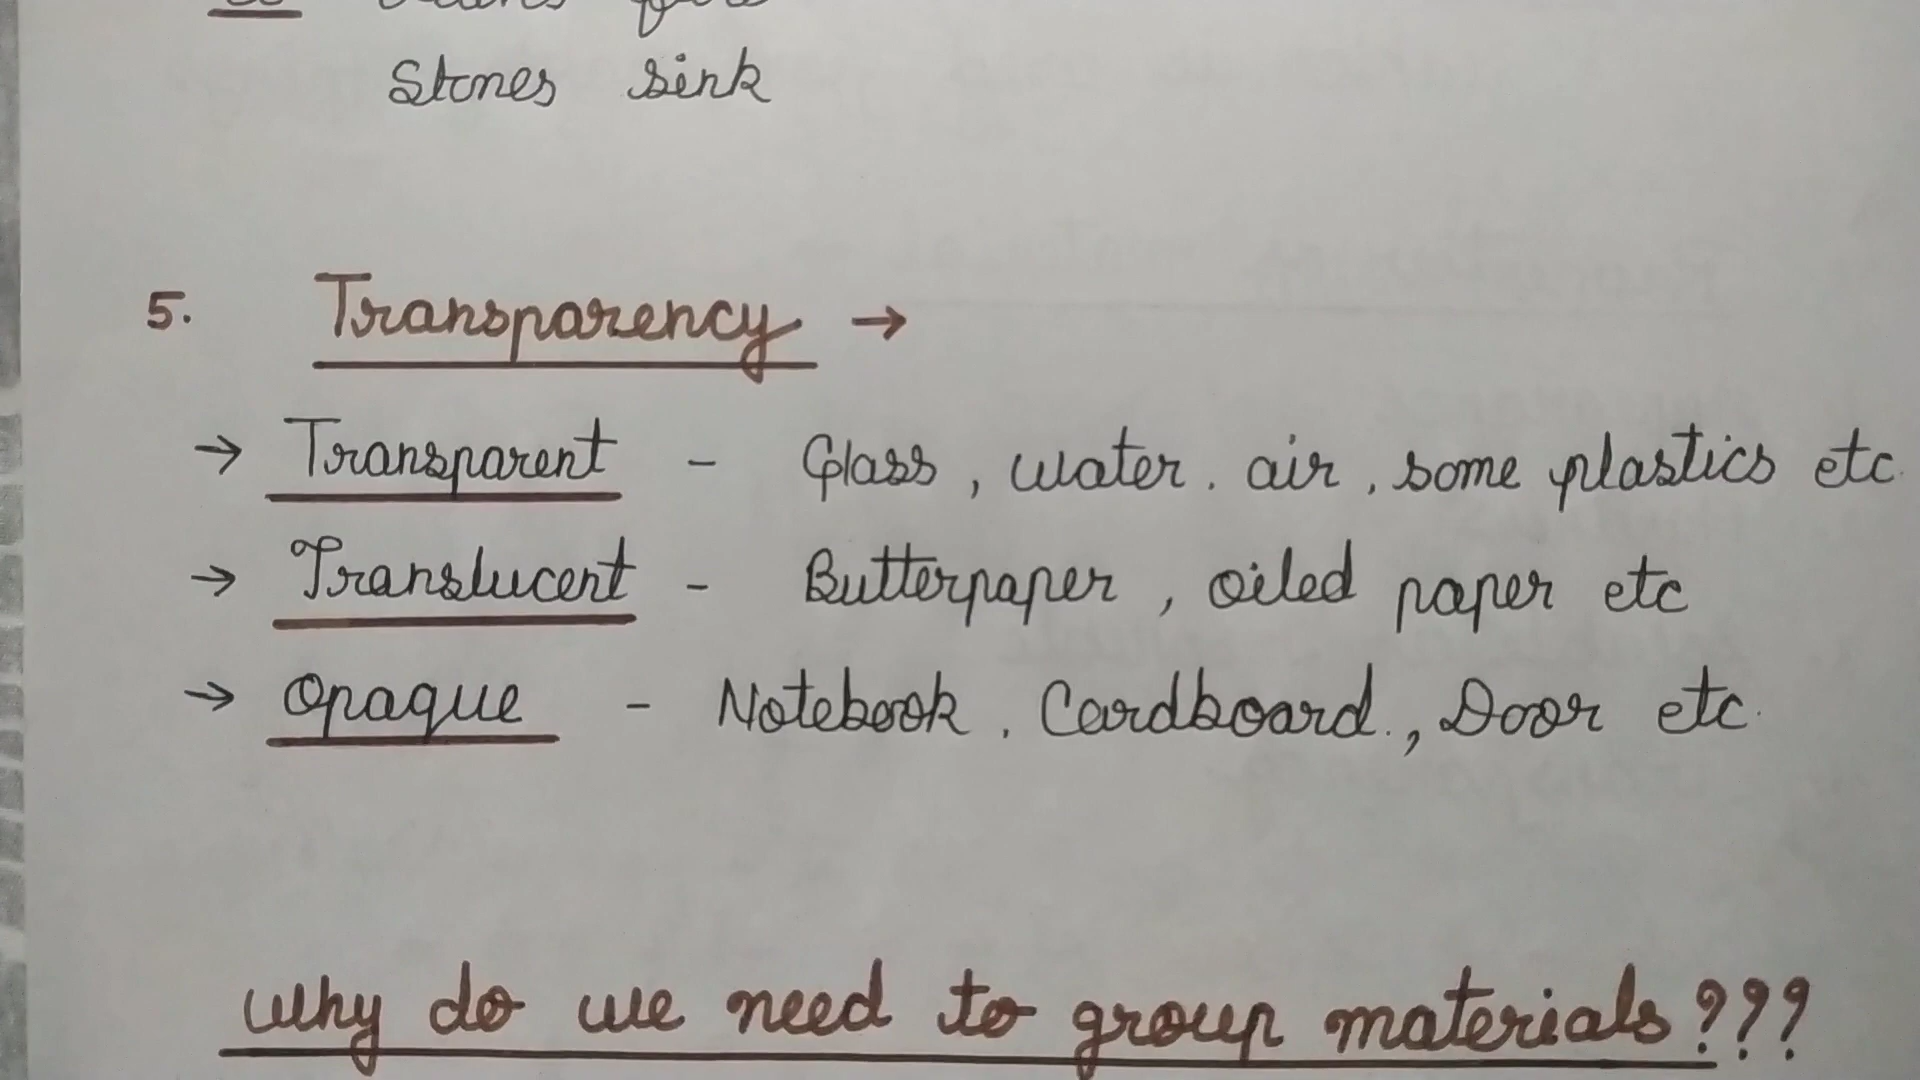 Stones sink
5. Transparency →
→ Transparent - Glass, water. air, some plastics etc.
→ Translucent - Butterpaper, oiled paper etc
→ Opaque - Notebook. Cardboard., Door etc.
Why do we need to group materials???